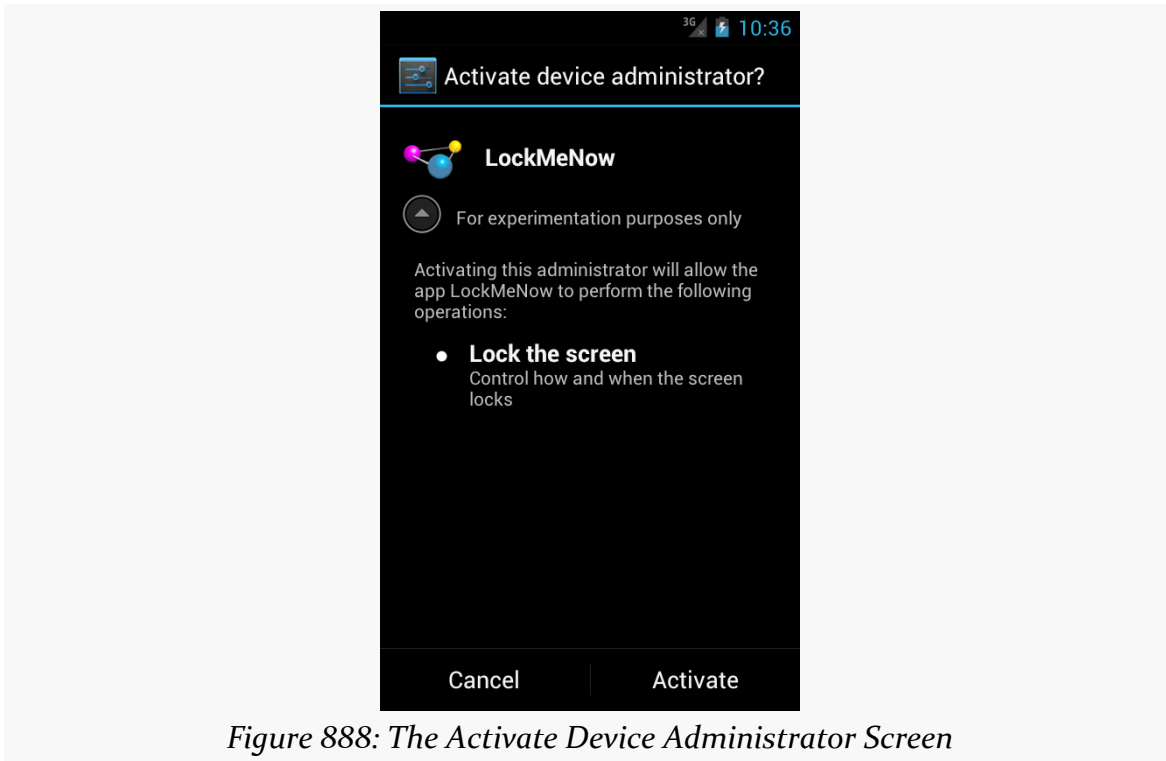 3G 10:36
Activate device administrator?
LockMeNow
For experimentation purposes only
Activating this administrator will allow the
app LockMeNow to perform the following
operations:
Lock the screen
Control how and when the screen
locks
Cancel Activate
Figure 888: The Activate Device Administrator Screen